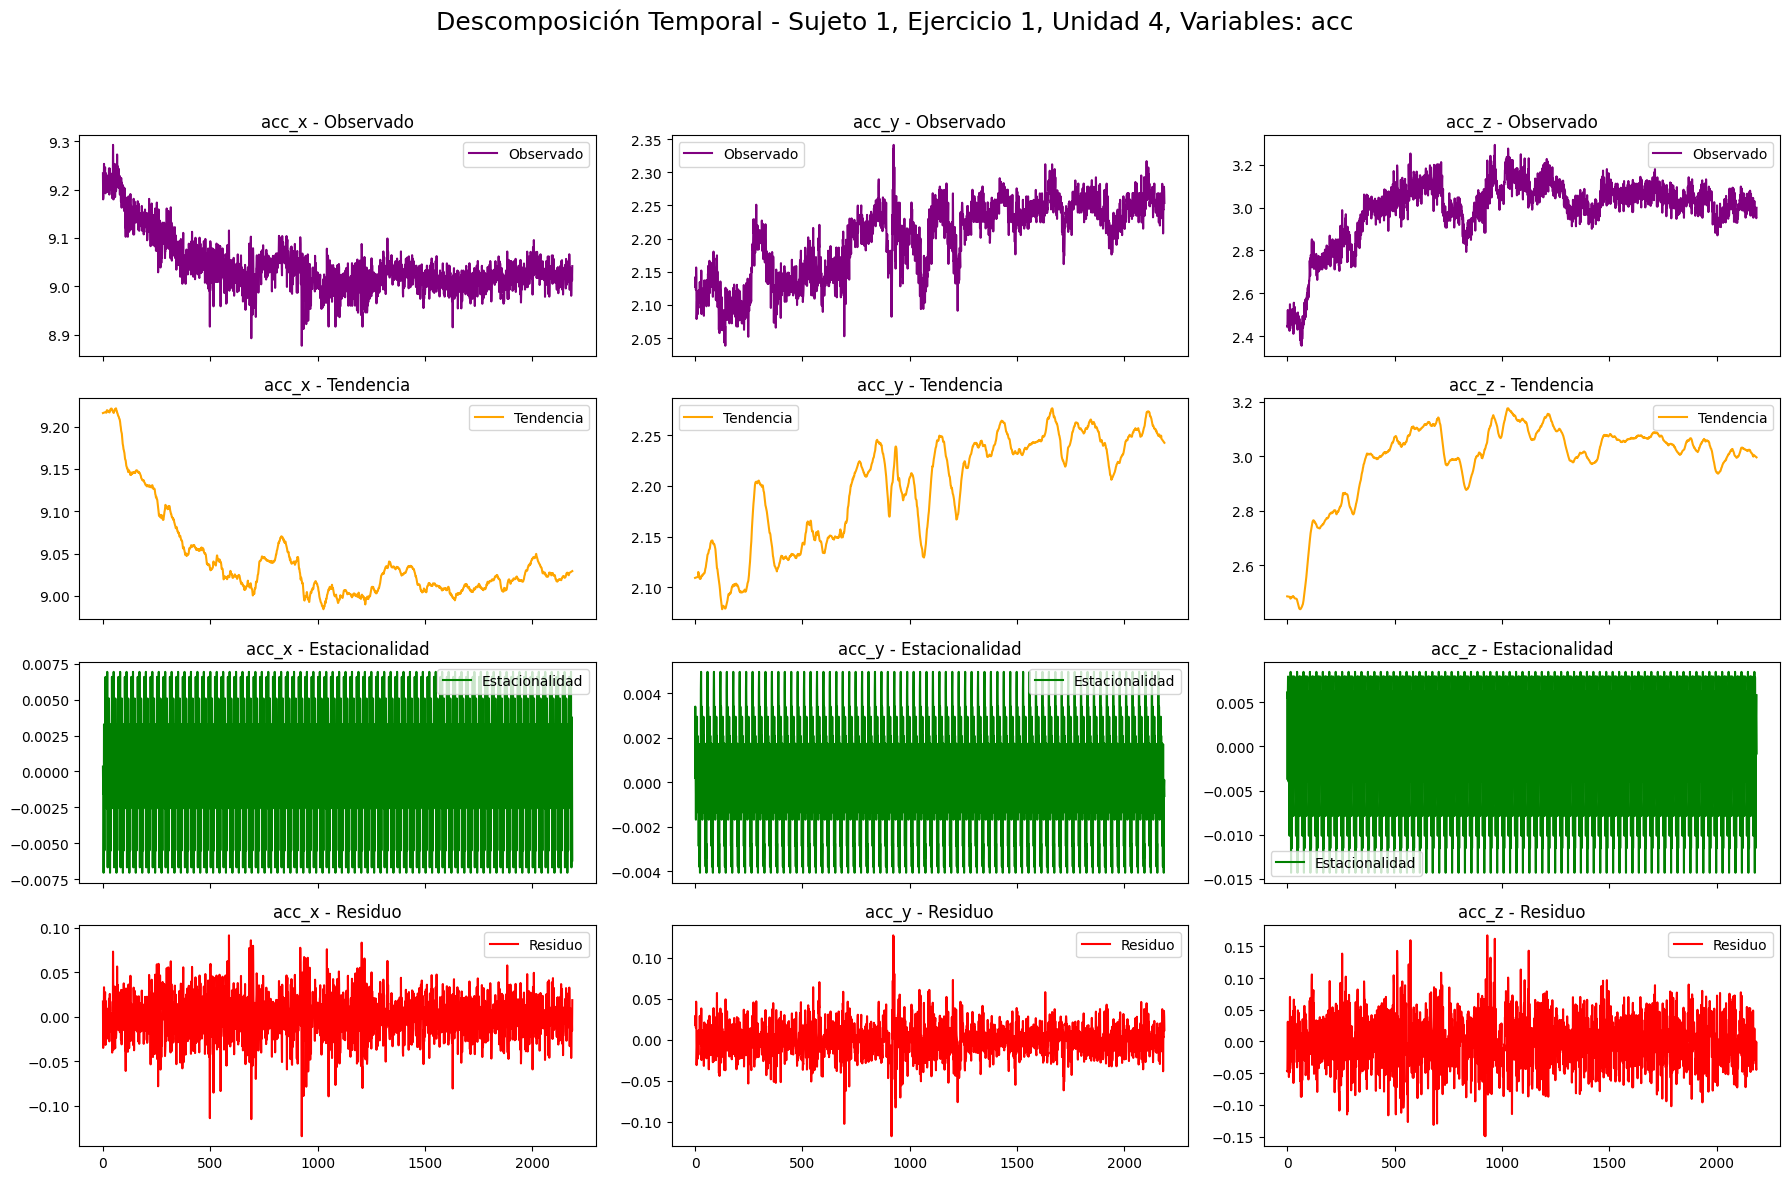 Descomposición Temporal - Sujeto 1, Ejercicio 1, Unidad 4, Variables: acc
acc_x - Observado
Observado
9.3
9.2
9.1
9.0
8.9
acc_y - Observado
Observado
2.35
2.30
2.25
2.20
2.15
2.10
2.05
acc_z - Observado
Observado
3.2
3.0
2.8
2.6
2.4
acc_x - Tendencia
Tendencia
9.20
9.15
9.10
9.05
9.00
acc_y - Tendencia
Tendencia
2.25
2.20
2.15
2.10
acc_z - Tendencia
Tendencia
3.2
3.0
2.8
2.6
acc_x - Estacionalidad
Estacionalidad
0.0075
0.0050
0.0025
0.0000
−0.0025
−0.0050
−0.0075
acc_y - Estacionalidad
Estacionalidad
0.004
0.002
0.000
−0.002
−0.004
acc_z - Estacionalidad
0.005
0.000
−0.005
−0.010
−0.015
Estacionalidad
acc_x - Residuo
Residuo
0.10
0.05
0.00
−0.05
−0.10
0 500 1000 1500 2000
acc_y - Residuo
Residuo
0.10
0.05
0.00
−0.05
−0.10
0 500 1000 1500 2000
acc_z - Residuo
Residuo
0.15
0.10
0.05
0.00
−0.05
−0.10
−0.15
0 500 1000 1500 2000